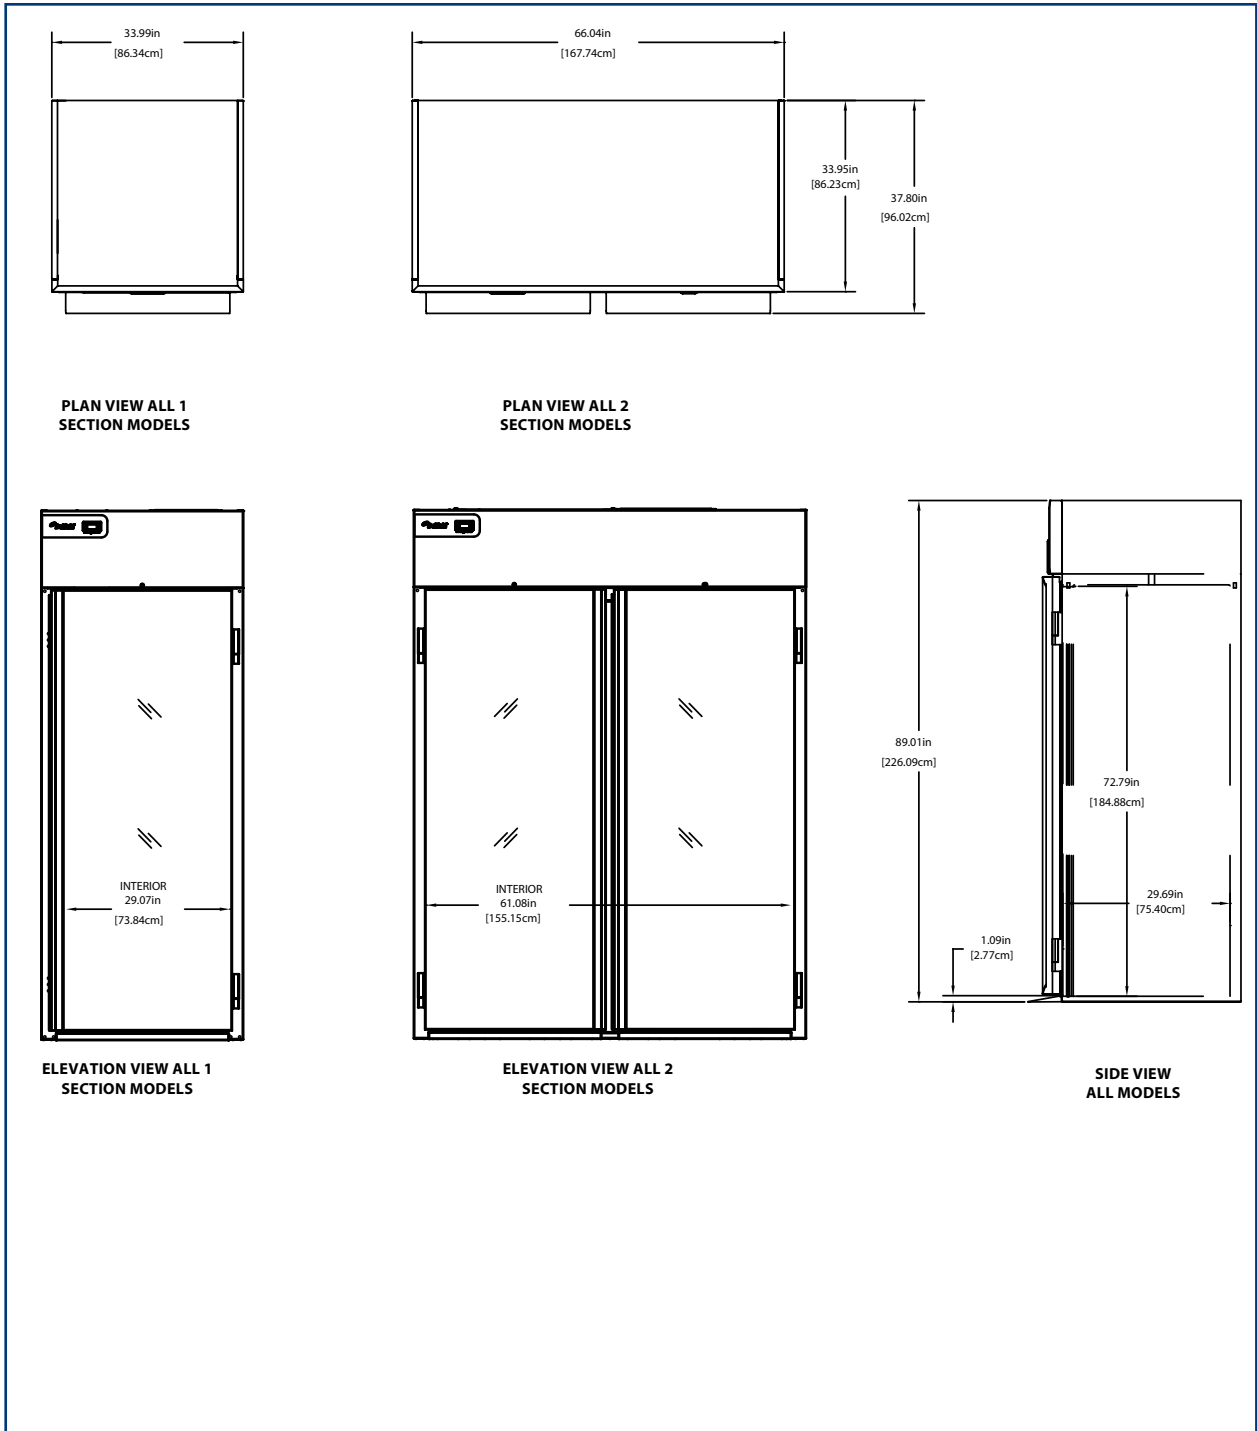 33.99in
[86.34cm]
66.04in
[167.74cm]
33.95in
[86.23cm]
37.80in
[96.02cm]
PLAN VIEW ALL 1
SECTION MODELS
PLAN VIEW ALL 2
SECTION MODELS
INTERIOR
29.07in
[73.84cm]
INTERIOR
61.08in
[155.15cm]
89.01in
[226.09cm]
72.79in
[184.88cm]
29.69in
[75.40cm]
1.09in
[2.77cm]
ELEVATION VIEW ALL 1
SECTION MODELS
ELEVATION VIEW ALL 2
SECTION MODELS
SIDE VIEW
ALL MODELS